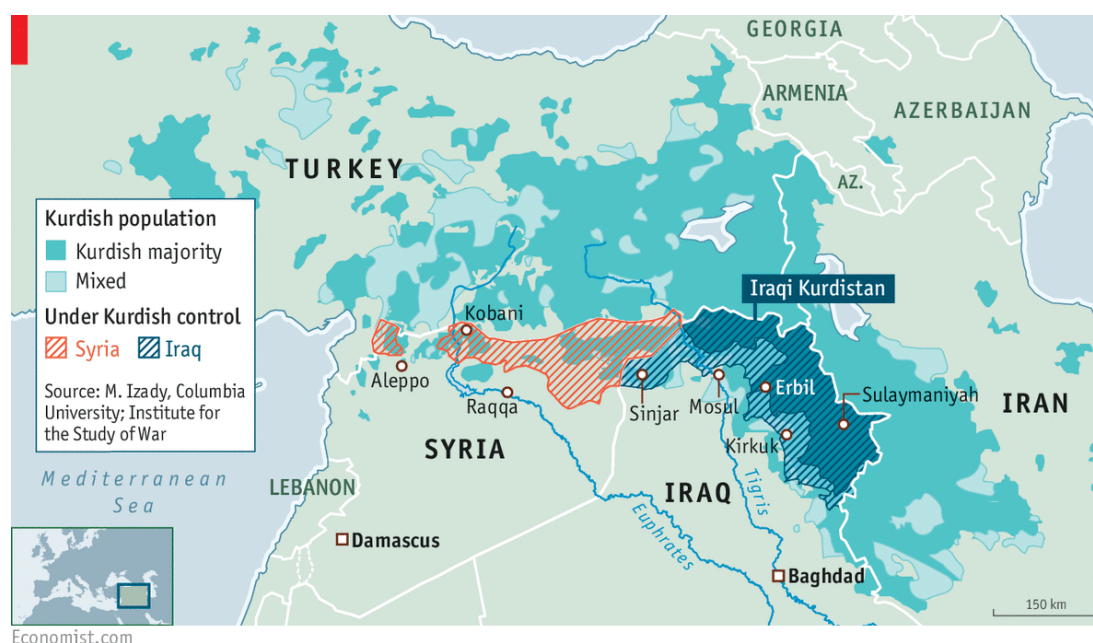 GEORGIA
ARMENIA
AZERBAIJAN
TURKEY
AZ.
Kurdish population
Kurdish majority
Mixed
Under Kurdish control
Syria
Iraq
Source: M. Izady, Columbia
University; Institute for
the Study of War
Iraqi Kurdistan
Kobani
Aleppo
Raqqa
Sinjar
Mosul
Erbil
Sulaymaniyah
Kirkuk
IRAN
SYRIA
IRAQ
Mediterranean
Sea
LEBANON
Tigris
Euphrates
Damascus
Baghdad
150 km
Economist.com